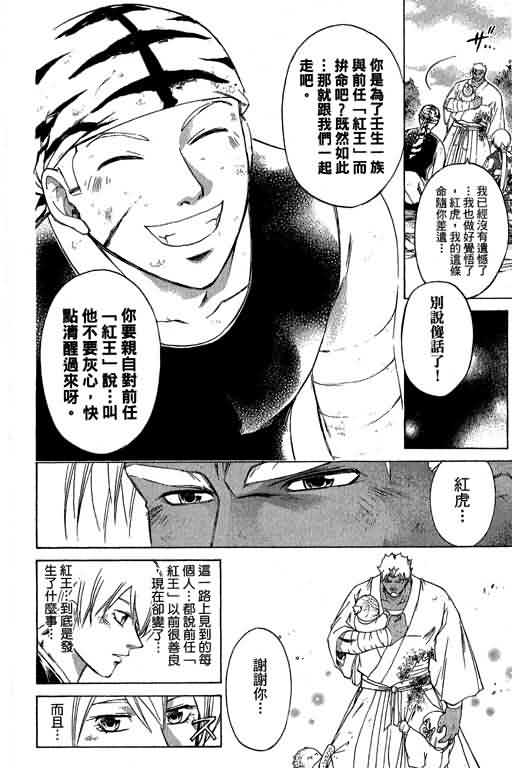 我已經沒有遺憾了
…我也做好覺悟了
，紅虎，我的這條
命隨你差遺…
別說傻話了！
你是為了壬生一族
與前任「紅王」而
拚命吧？既然如此
…那就跟我們一起
走吧。
你要親自對前任
「紅王」說…叫
他不要灰心，快
點清醒過來呀。
紅虎…
謝謝你…
這一路上見到的每
個人…都說前任「
紅王」以前很善良
…現在卻變了…
紅王…到底是發
生了什麼事…
而且…